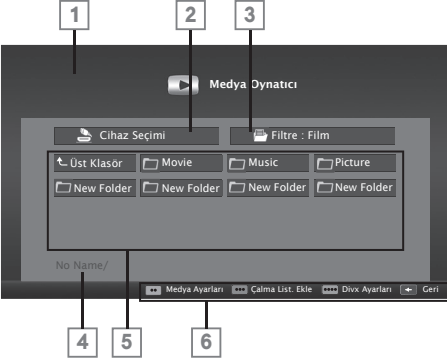 1 2 3
Medya Oynatıcı
Cihaz Seçimi Filtre : Film
Üst Klasör Movie Music Picture
New Folder New Folder New Folder New Folder
No Name/
Medya Ayarları Çalma List. Ekle Divx Ayarları Geri
4 5 6